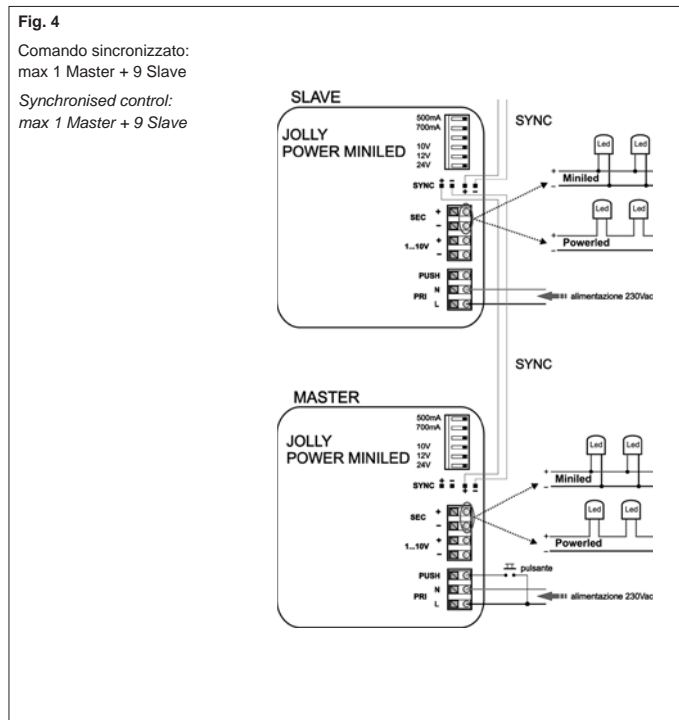 Fig. 4
Comando sincronizzato:
max 1 Master + 9 Slave
Synchronised control:
max 1 Master + 9 Slave
SLAVE
JOLLY
POWER MINILED
500mA
700mA
10V
12V
24V
SYNC + − + −
SYNC
SEC + −
1...10V + −
PUSH
PRI N L
Led Led
+ − Miniled
Led Led
+ − Powerled
alimentazione 230Vac
SYNC
MASTER
JOLLY
POWER MINILED
500mA
700mA
10V
12V
24V
SYNC + − + −
SEC + −
1...10V + −
PUSH
PRI N L
Led Led
+ − Miniled
Led Led
+ − Powerled
pulsante
alimentazione 230Vac